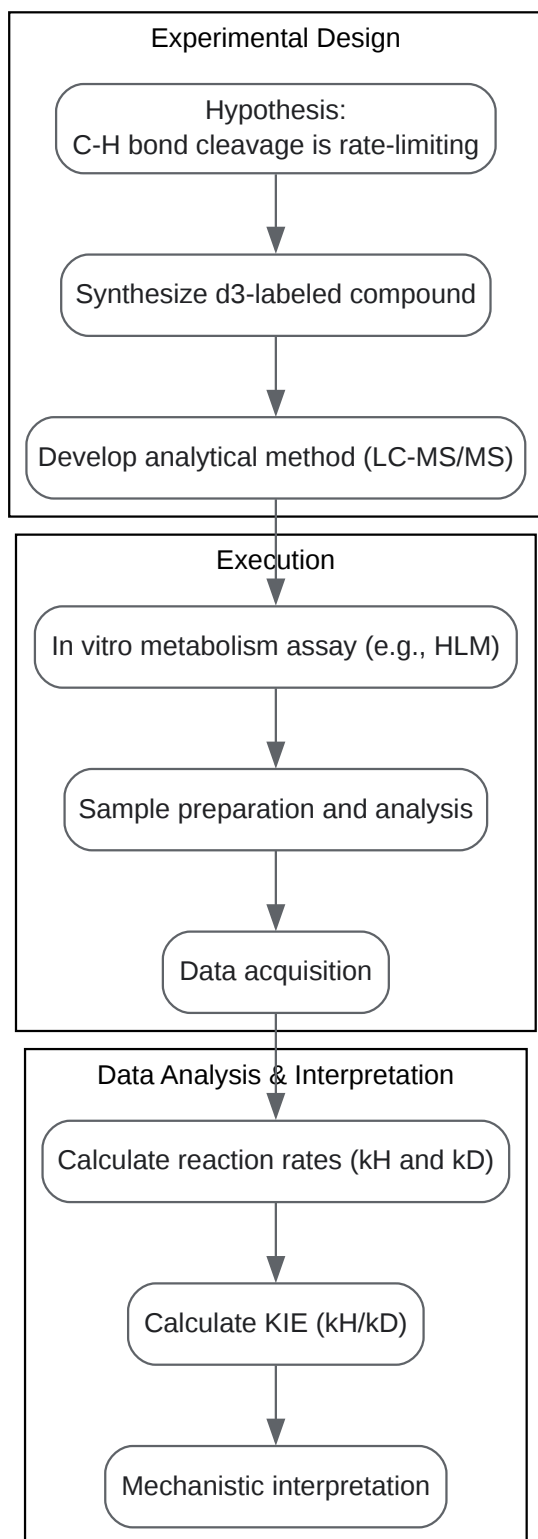 Experimental Design
Hypothesis:
C-H bond cleavage is rate-limiting
Synthesize d3-labeled compound
Develop analytical method (LC-MS/MS)
Execution
In vitro metabolism assay (e.g., HLM)
Sample preparation and analysis
Data acquisition
Data Analysis & Interpretation
Calculate reaction rates (kH and kD)
Calculate KIE (kH/kD)
Mechanistic interpretation